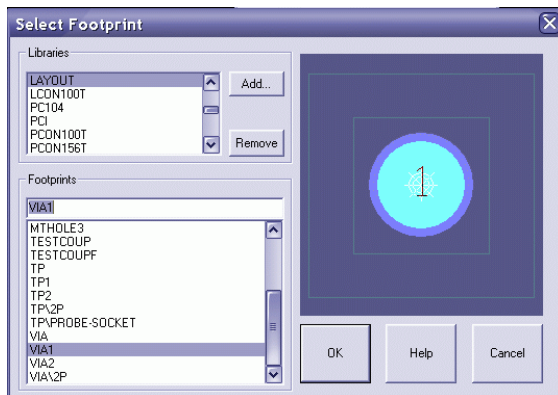 Select Footprint
Libraries
LAYOUT
LCON100T
PC104
PCI
PCON100T
PCON156T
Add...
Remove
Footprints
VIA1
MTHOLE3
TESTCOUP
TESTCOUPF
TP
TP1
TP2
TP\2P
TP\PROBE-SOCKET
VIA
VIA1
VIA2
VIA\2P
1
OK
Help
Cancel